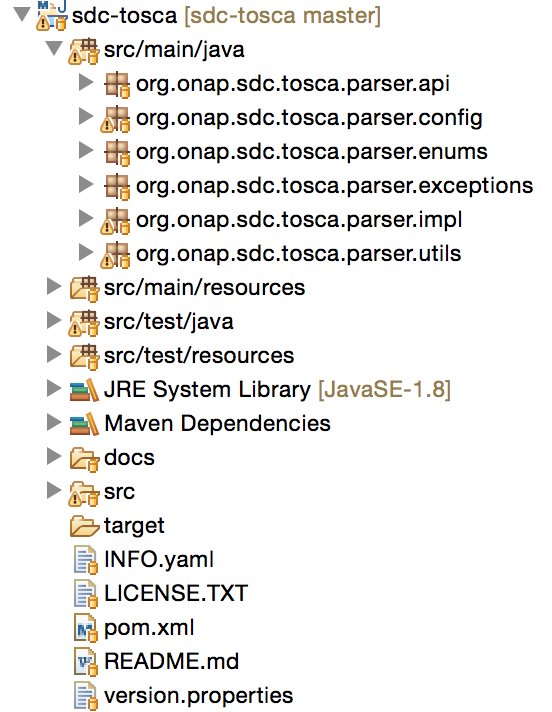 sdc-tosca [sdc-tosca master]
src/main/java
org.onap.sdc.tosca.parser.api
org.onap.sdc.tosca.parser.config
org.onap.sdc.tosca.parser.enums
org.onap.sdc.tosca.parser.exceptions
org.onap.sdc.tosca.parser.impl
org.onap.sdc.tosca.parser.utils
src/main/resources
src/test/java
src/test/resources
JRE System Library [JavaSE-1.8]
Maven Dependencies
docs
src
target
INFO.yaml
LICENSE.TXT
pom.xml
README.md
version.properties